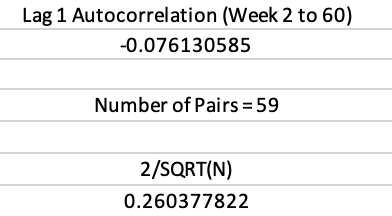 Lag 1 Autocorrelation (Week 2 to 60)
-0.076130585
Number of Pairs = 59
2/SQRT(N)
0.260377822